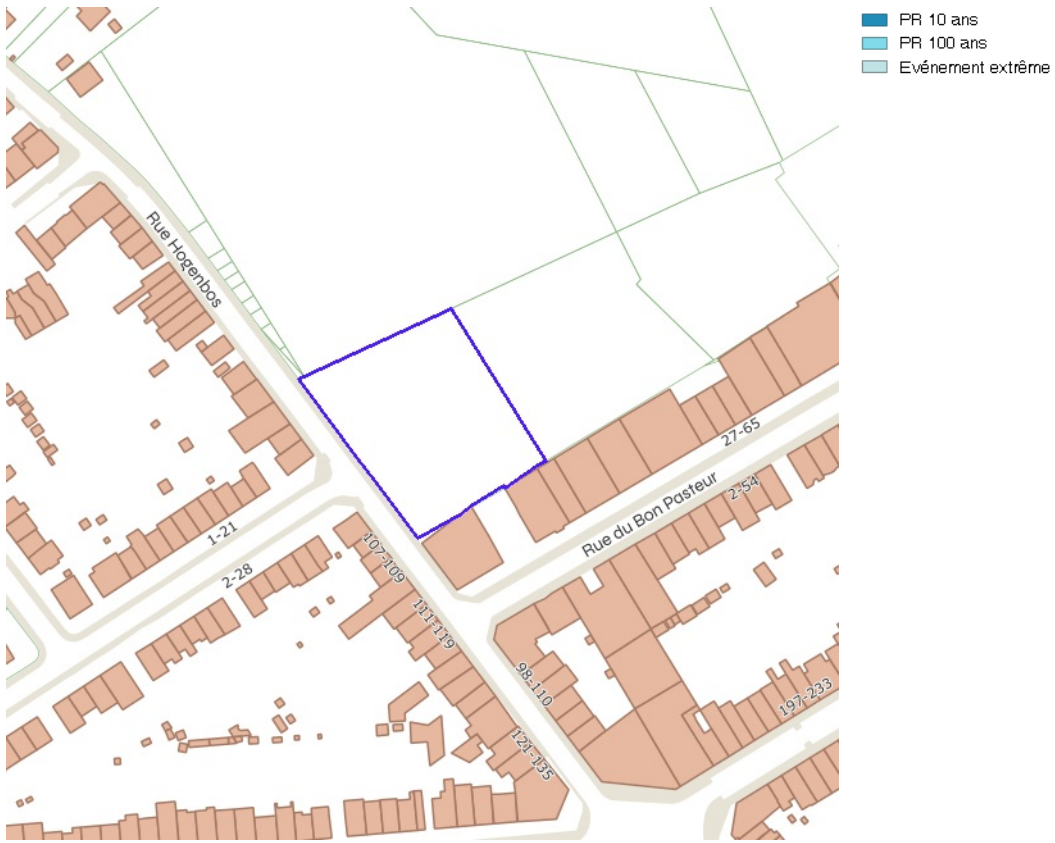 PR 10 ans
PR 100 ans
Evénement extrême
Rue Hogenbos
27-65
2-54
Rue du Bon Pasteur
1-21
107-109
2-28
111-119
98-110
197-233
121-135